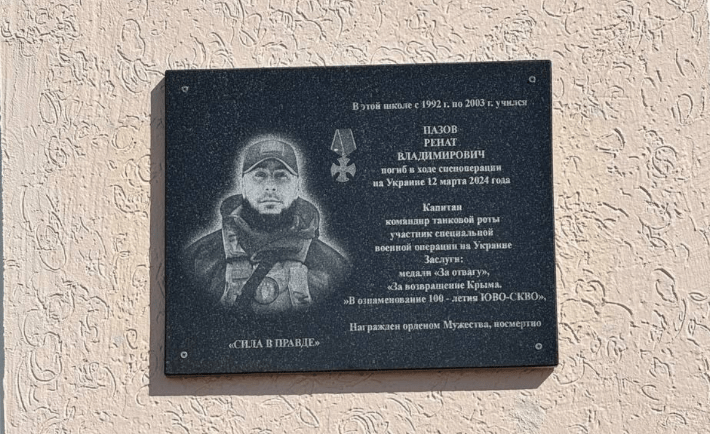 В этой школе с 1992 г. по 2003 г. учился
ПАЗОВ
РЕНАТ
ВЛАДИМИРОВИЧ
погиб в ходе спецоперации
на Украине 12 марта 2024 года
Капитан
командир танковой роты
участник специальной
военной операции на Украине
Заслуги:
медали «За отвагу»,
«За возвращение Крыма,
»В ознаменование 100 - летия ЮВО-СКВО»,
Награжден орденом Мужества, посмертно
«СИЛА В ПРАВДЕ»